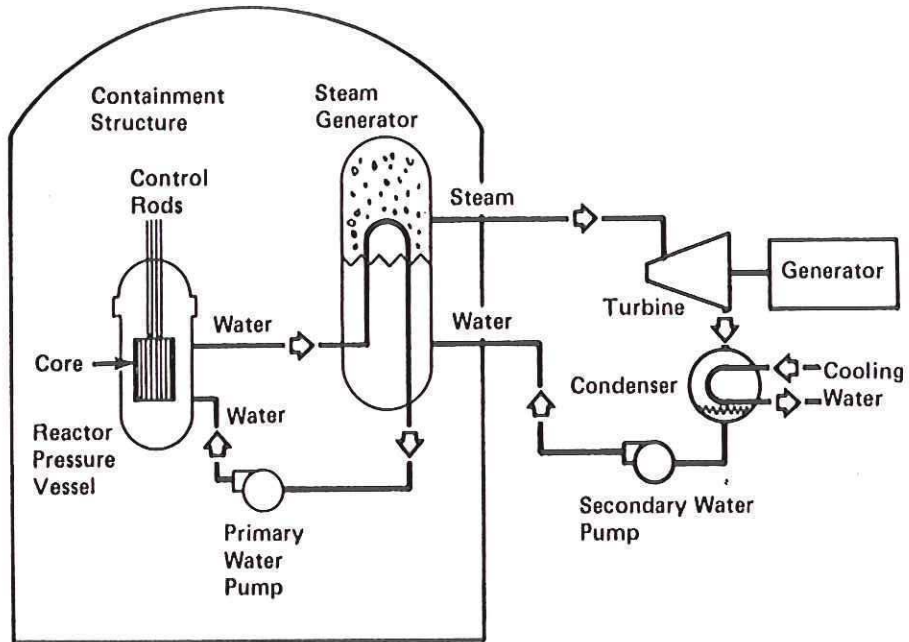 Containment
Structure
Steam
Generator
Control
Rods
Steam
Generator
Turbine
Water
Water
Core
Condenser
Cooling
Water
Water
Reactor
Pressure
Vessel
Primary
Water
Pump
Secondary Water
Pump